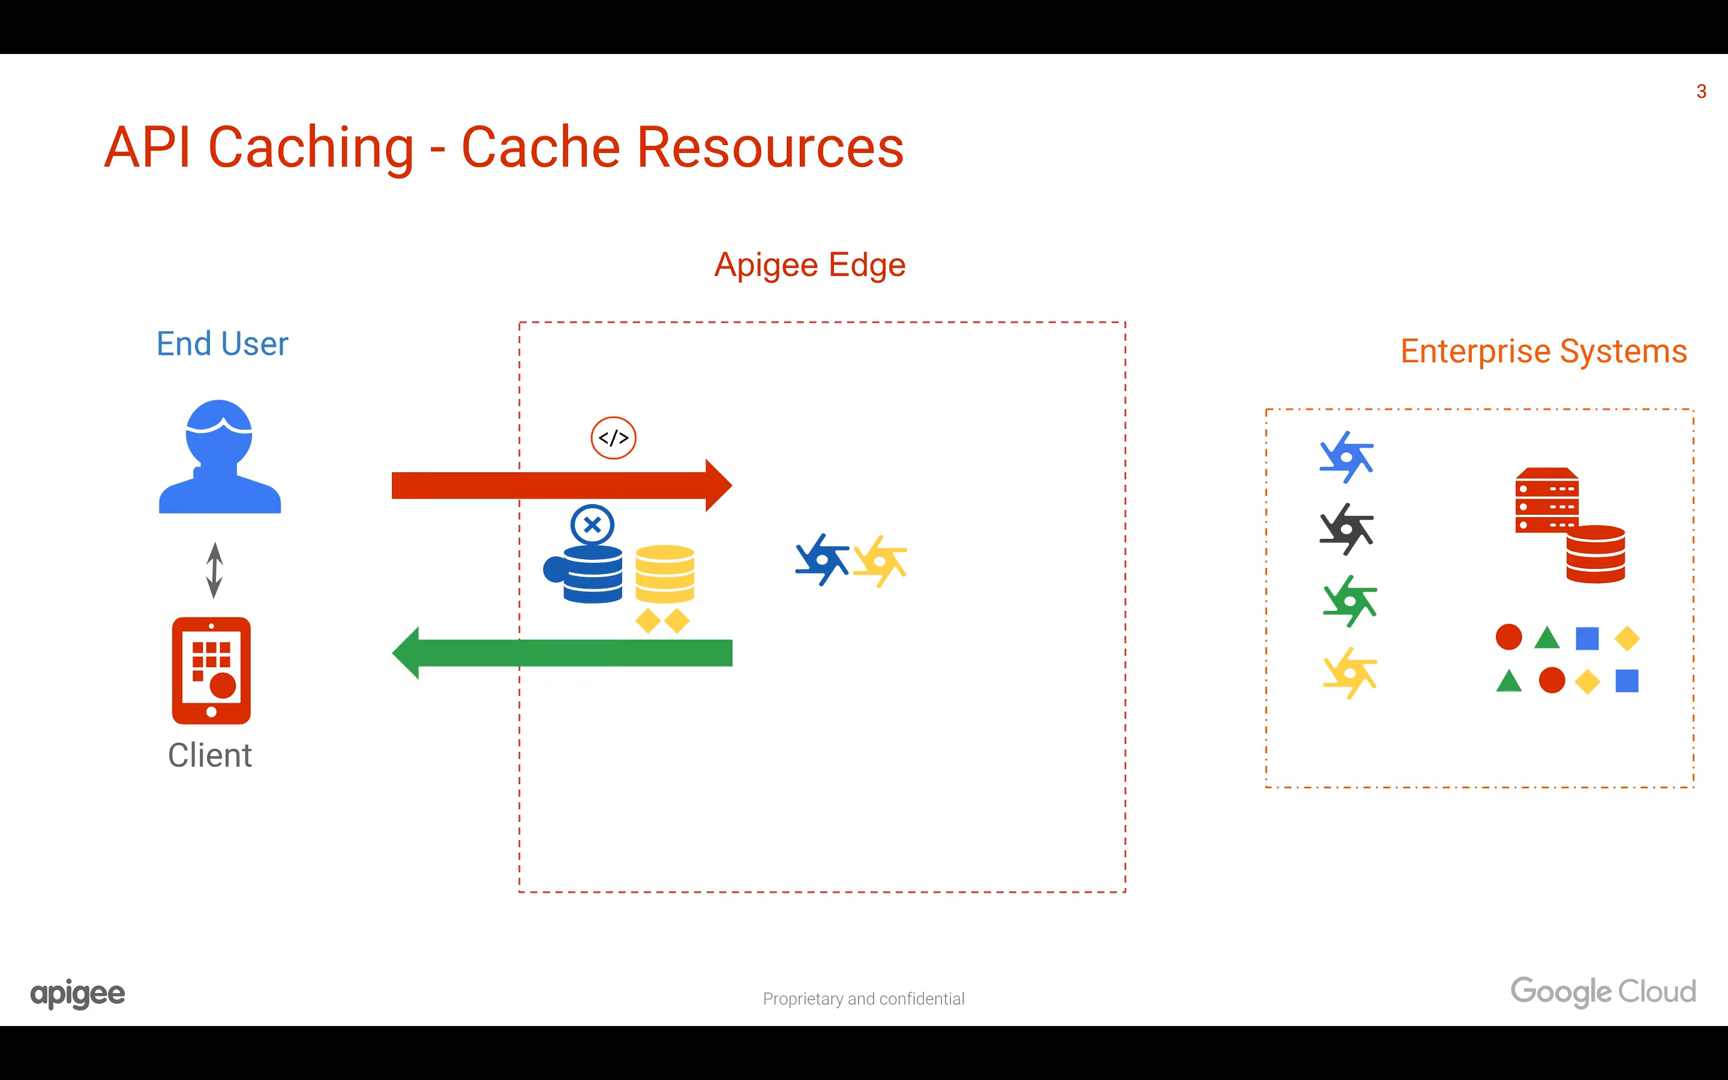 3
API Caching - Cache Resources
Apigee Edge
End User
Enterprise Systems
</>
Client
apigee
Proprietary and confidential
Google Cloud